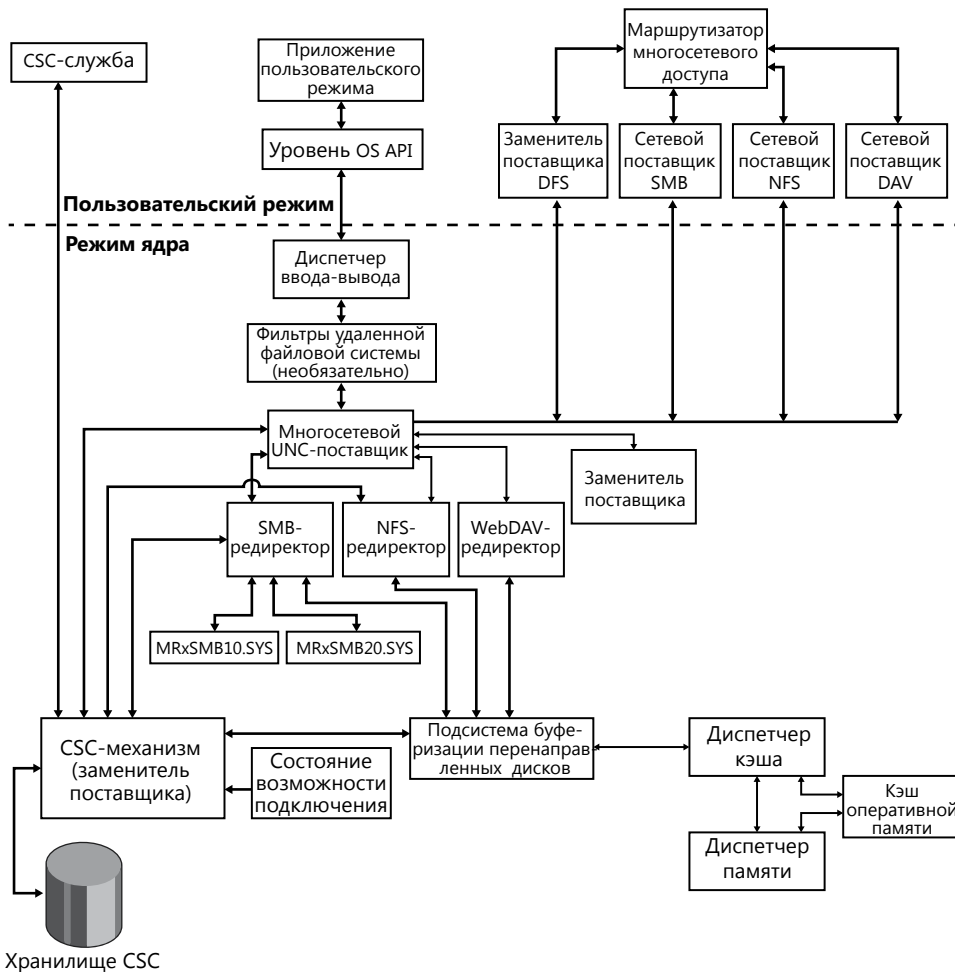 CSC-служба
Приложение
пользовательского
режима
Уровень OS API
Маршрутизатор
многосетевого
доступа
Заменитель
поставщика
DFS
Сетевой
поставщик
SMB
Сетевой
поставщик
NFS
Сетевой
поставщик
DAV
Пользовательский режим
Режим ядра
Диспетчер
ввода-вывода
Фильтры удаленной
файловой системы
(необязательно)
Многосетевой
UNC-поставщик
Заменитель
поставщика
SMB-
редиректор
NFS-
редиректор
WebDAV-
редиректор
MRxSMB10.SYS
MRxSMB20.SYS
CSC-механизм
(заменитель
поставщика)
Состояние
возможности
подключения
Подсистема буфе-
ризации перенаправ-
ленных дисков
Диспетчер
кэша
Кэш
оперативной
памяти
Диспетчер
памяти
Хранилище CSC